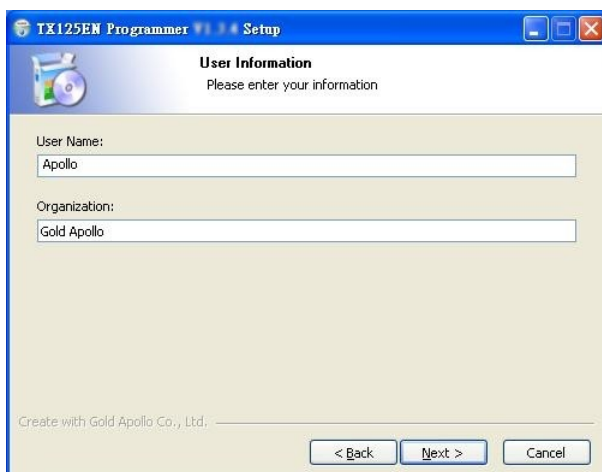 TX125EN Programmer Setup
User Information
Please enter your information
User Name:
Apollo
Organization:
Gold Apollo
Create with Gold Apollo Co., Ltd.
< Back
Next >
Cancel